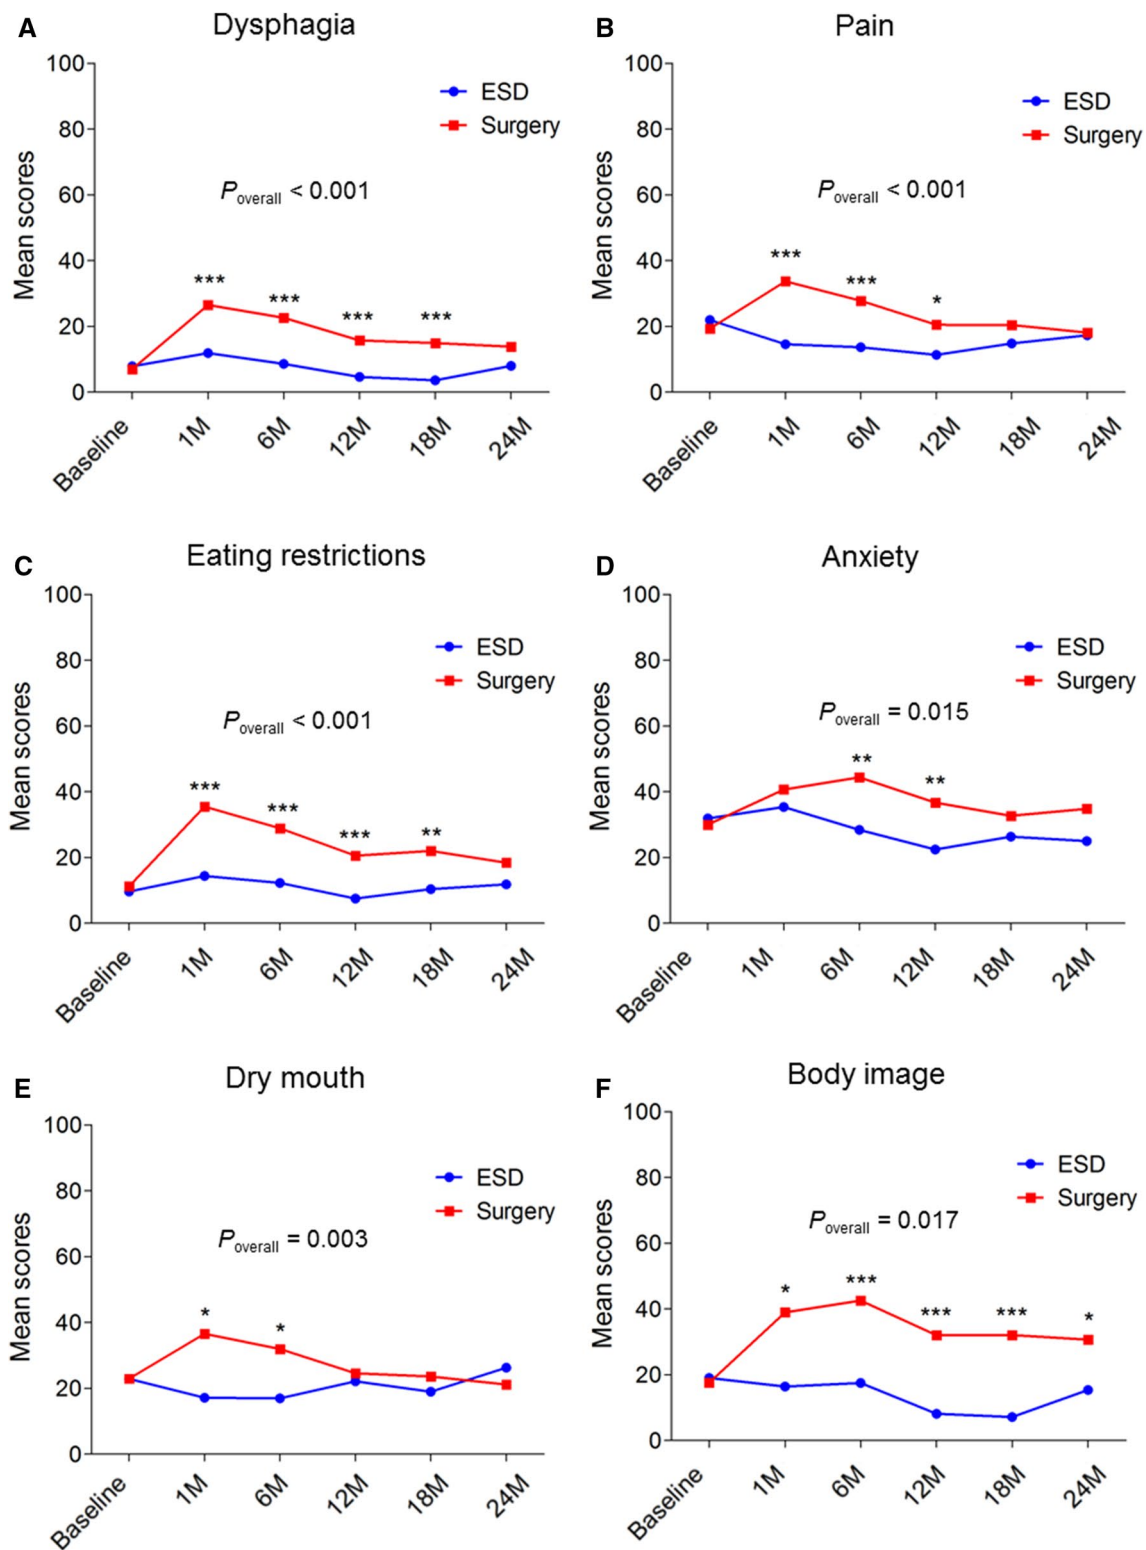 A
Dysphagia
100
80
60
40
20
0
Mean scores
ESD
Surgery
Poverall < 0.001
***
***
***
***
Baseline
1M
6M
12M
18M
24M
B
Pain
100
80
60
40
20
0
Mean scores
ESD
Surgery
Poverall < 0.001
***
***
*
Baseline
1M
6M
12M
18M
24M
C
Eating restrictions
100
80
60
40
20
0
Mean scores
ESD
Surgery
Poverall < 0.001
***
***
***
**
Baseline
1M
6M
12M
18M
24M
D
Anxiety
100
80
60
40
20
0
Mean scores
ESD
Surgery
Poverall = 0.015
**
**
Baseline
1M
6M
12M
18M
24M
E
Dry mouth
100
80
60
40
20
0
Mean scores
ESD
Surgery
Poverall = 0.003
*
*
Baseline
1M
6M
12M
18M
24M
F
Body image
100
80
60
40
20
0
Mean scores
ESD
Surgery
Poverall = 0.017
*
***
***
***
*
Baseline
1M
6M
12M
18M
24M